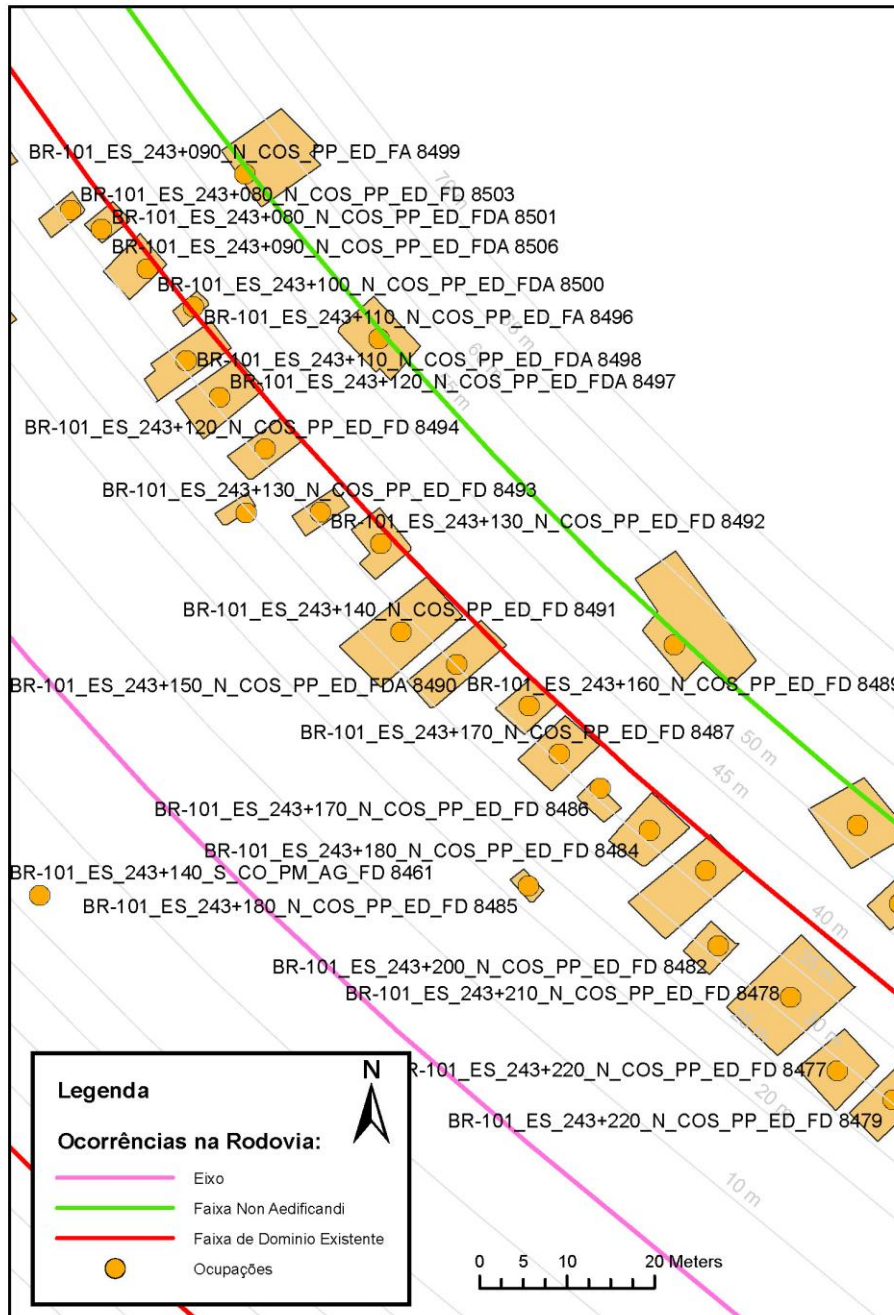 BR-101_ES_243+090_N_COS_PP_ED_FA 8499
70 m
BR-101_ES_243+080_N_COS_PP_ED_FD 8503
BR-101_ES_243+080_N_COS_PP_ED_FDA 8501
BR-101_ES_243+090_N_COS_PP_ED_FDA 8506
BR-101_ES_243+100_N_COS_PP_ED_FDA 8500
BR-101_ES_243+110_N_COS_PP_ED_FA 8496
BR-101_ES_243+110_N_COS_PP_ED_FDA 8498
BR-101_ES_243+120_N_COS_PP_ED_FDA 8497
BR-101_ES_243+120_N_COS_PP_ED_FD 8494
BR-101_ES_243+130_N_COS_PP_ED_FD 8493
BR-101_ES_243+130_N_COS_PP_ED_FD 8492
BR-101_ES_243+140_N_COS_PP_ED_FD 8491
BR-101_ES_243+150_N_COS_PP_ED_FDA 8490
BR-101_ES_243+160_N_COS_PP_ED_FD 8489
BR-101_ES_243+170_N_COS_PP_ED_FD 8487
50 m
45 m
BR-101_ES_243+170_N_COS_PP_ED_FD 8486
BR-101_ES_243+180_N_COS_PP_ED_FD 8484
BR-101_ES_243+140_S_CO_PM_AG_FD 8461
BR-101_ES_243+180_N_COS_PP_ED_FD 8485
40 m
BR-101_ES_243+200_N_COS_PP_ED_FD 8482
BR-101_ES_243+210_N_COS_PP_ED_FD 8478
R-101_ES_243+220_N_COS_PP_ED_FD 8477
20 m
BR-101_ES_243+220_N_COS_PP_ED_FD 8479
10 m
N
Legenda
Ocorrências na Rodovia:
Eixo
Faixa Non Aedificandi
Faixa de Dominio Existente
Ocupações
0 5 10 20 Meters